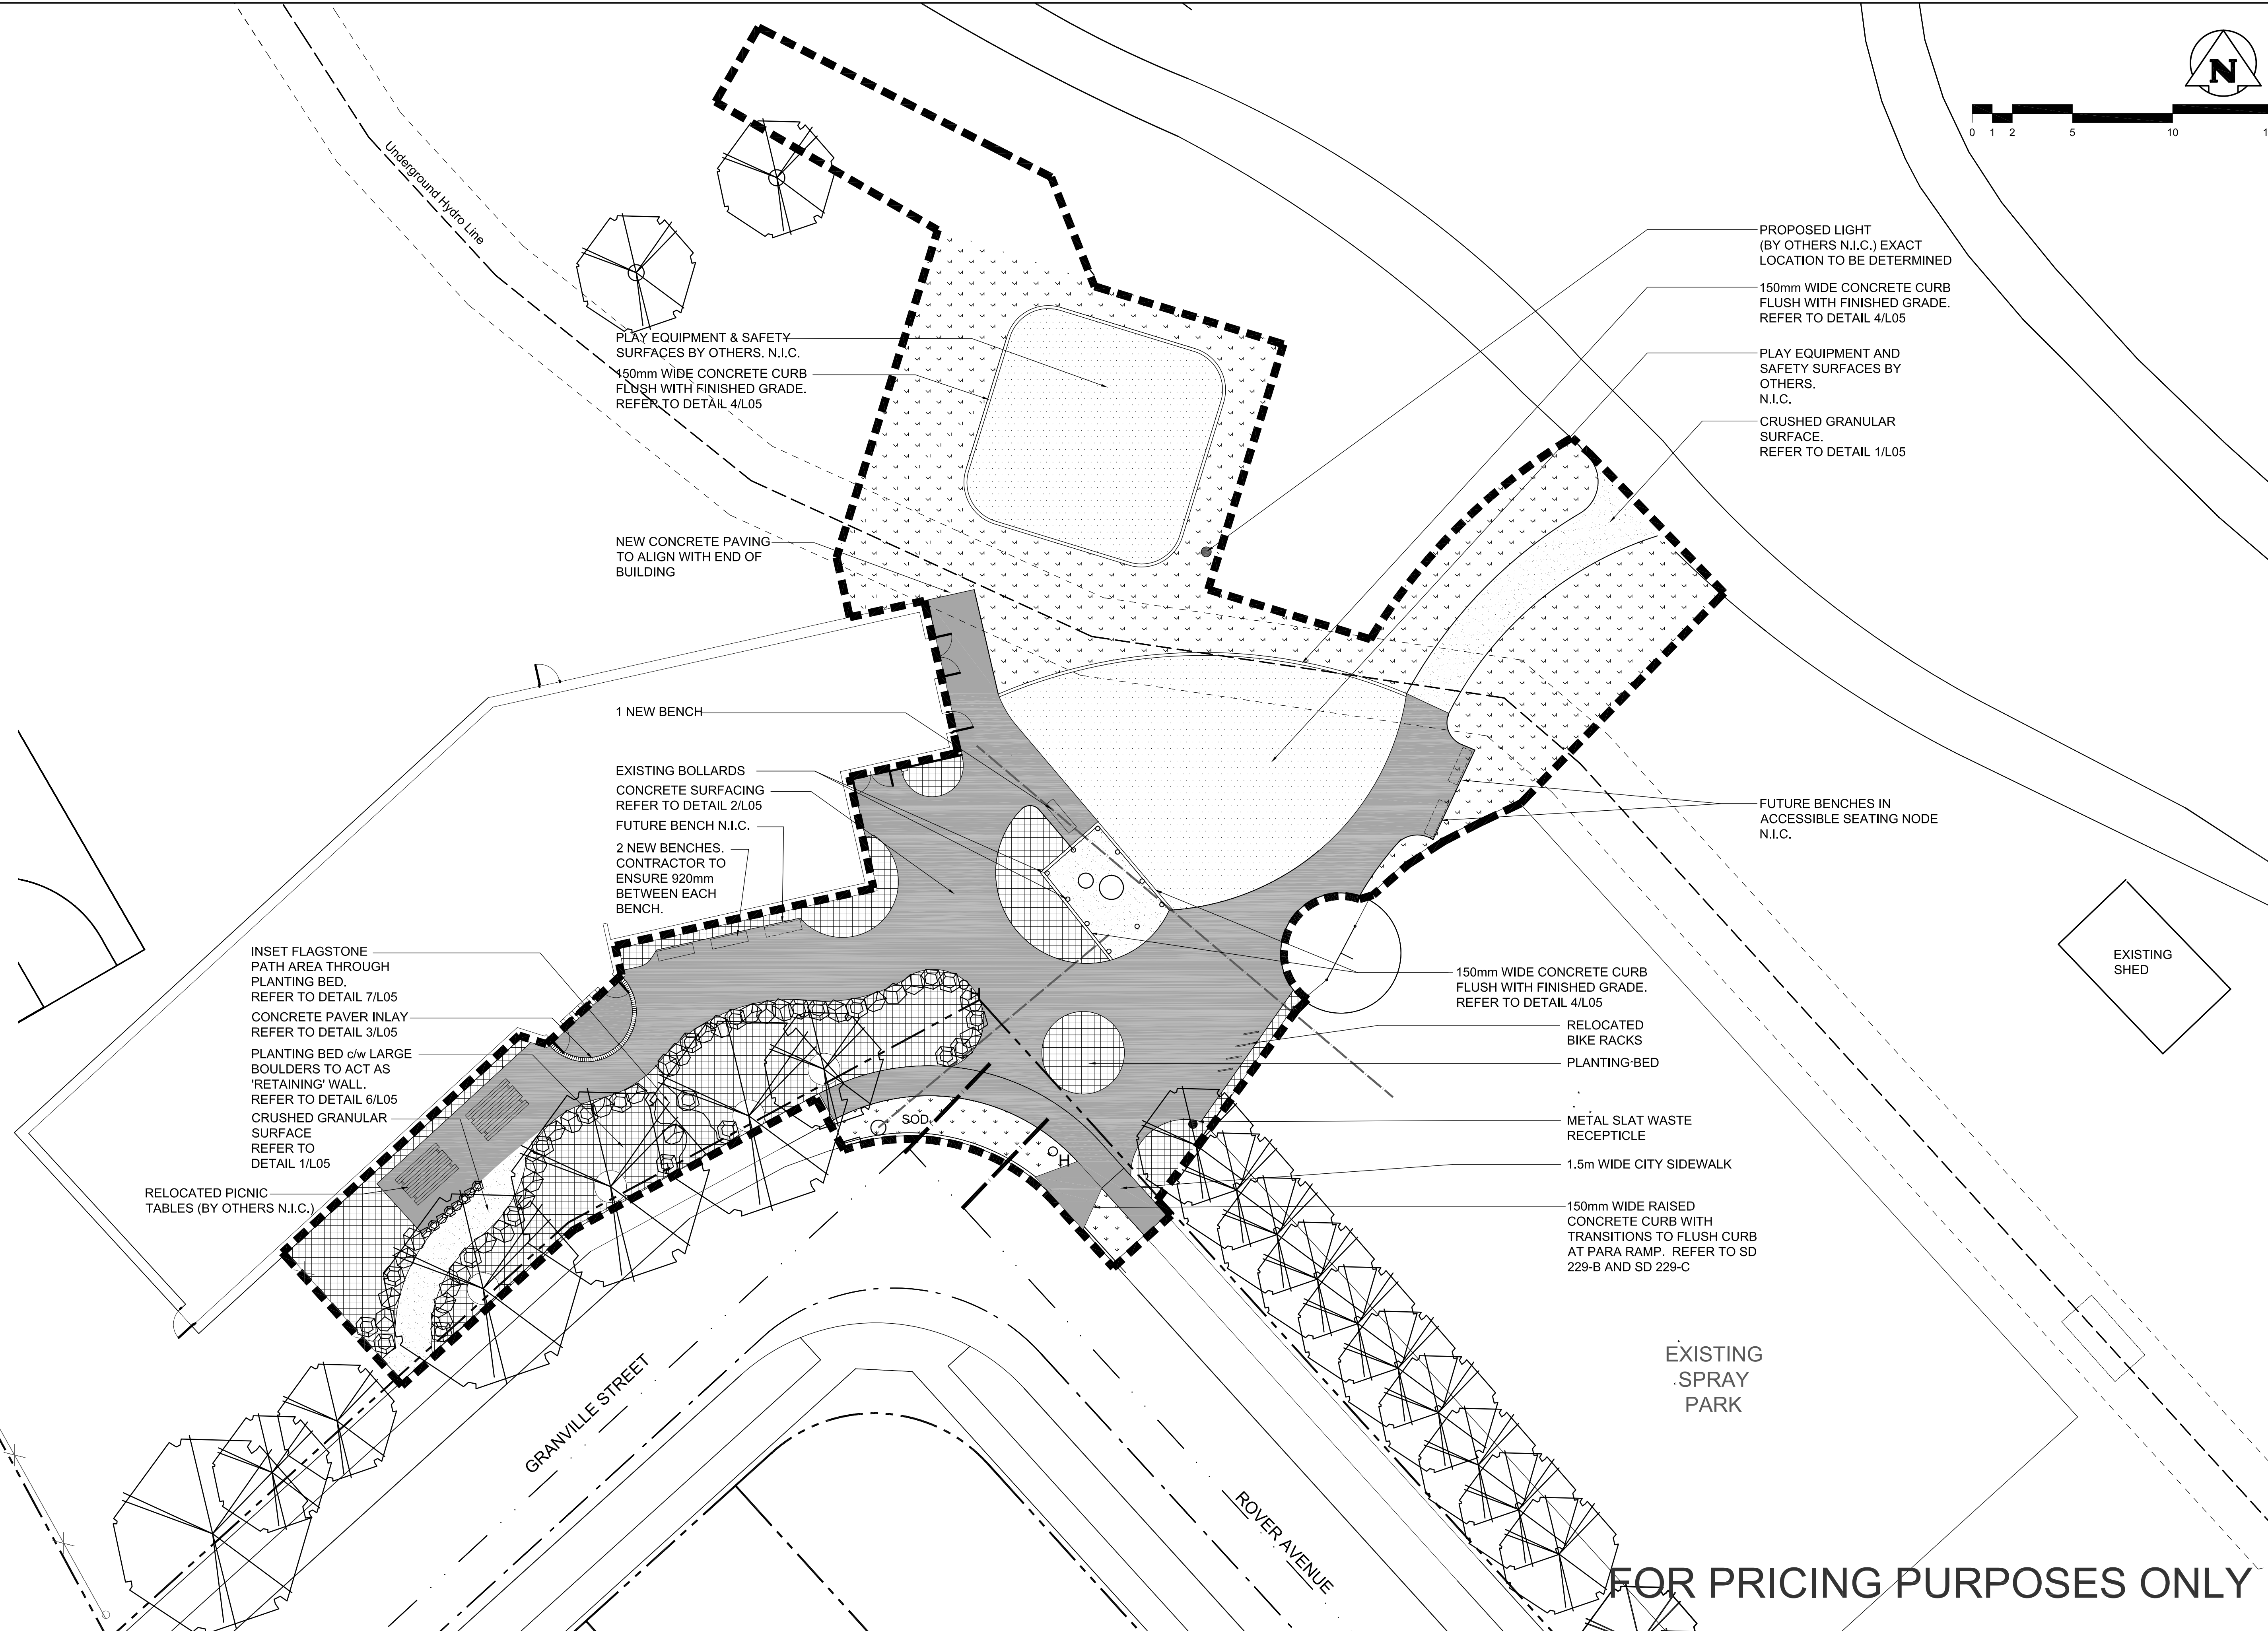 N
0 1 2 5 10
Underground Hydro Line
PROPOSED LIGHT
(BY OTHERS N.I.C.) EXACT
LOCATION TO BE DETERMINED
150mm WIDE CONCRETE CURB
FLUSH WITH FINISHED GRADE.
REFER TO DETAIL 4/L05
PLAY EQUIPMENT AND
SAFETY SURFACES BY
OTHERS.
N.I.C.
CRUSHED GRANULAR
SURFACE.
REFER TO DETAIL 1/L05
PLAY EQUIPMENT & SAFETY
SURFACES BY OTHERS. N.I.C.
150mm WIDE CONCRETE CURB
FLUSH WITH FINISHED GRADE.
REFER TO DETAIL 4/L05
NEW CONCRETE PAVING
TO ALIGN WITH END OF
BUILDING
1 NEW BENCH
EXISTING BOLLARDS
CONCRETE SURFACING
REFER TO DETAIL 2/L05
FUTURE BENCH N.I.C.
2 NEW BENCHES.
CONTRACTOR TO
ENSURE 920mm
BETWEEN EACH
BENCH.
FUTURE BENCHES IN
ACCESSIBLE SEATING NODE
N.I.C.
INSET FLAGSTONE
PATH AREA THROUGH
PLANTING BED.
REFER TO DETAIL 7/L05
CONCRETE PAVER INLAY
REFER TO DETAIL 3/L05
PLANTING BED c/w LARGE
BOULDERS TO ACT AS
'RETAINING' WALL.
REFER TO DETAIL 6/L05
CRUSHED GRANULAR
SURFACE
REFER TO
DETAIL 1/L05
RELOCATED PICNIC
TABLES (BY OTHERS N.I.C.)
EXISTING
SHED
150mm WIDE CONCRETE CURB
FLUSH WITH FINISHED GRADE.
REFER TO DETAIL 4/L05
RELOCATED
BIKE RACKS
PLANTING BED
METAL SLAT WASTE
RECEPTICLE
1.5m WIDE CITY SIDEWALK
150mm WIDE RAISED
CONCRETE CURB WITH
TRANSITIONS TO FLUSH CURB
AT PARA RAMP. REFER TO SD
229-B AND SD 229-C
H
SOD
H
EXISTING
SPRAY
PARK
GRANVILLE STREET
ROVER AVENUE
FOR PRICING PURPOSES ONLY